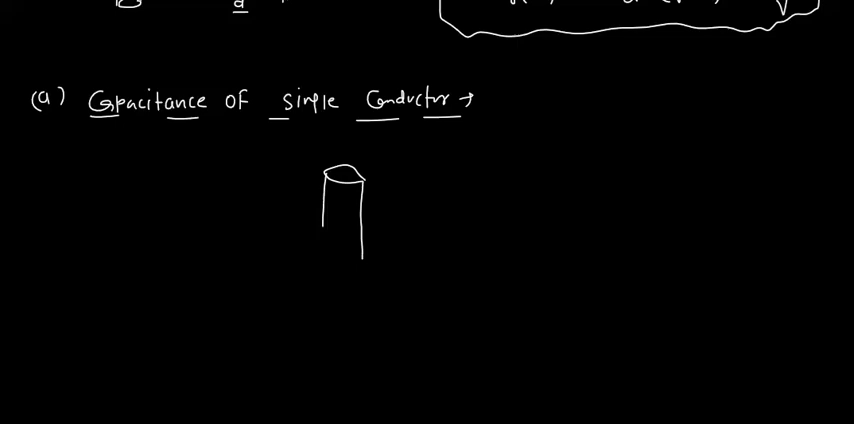 d
(a) Capacitance of single Conductor →